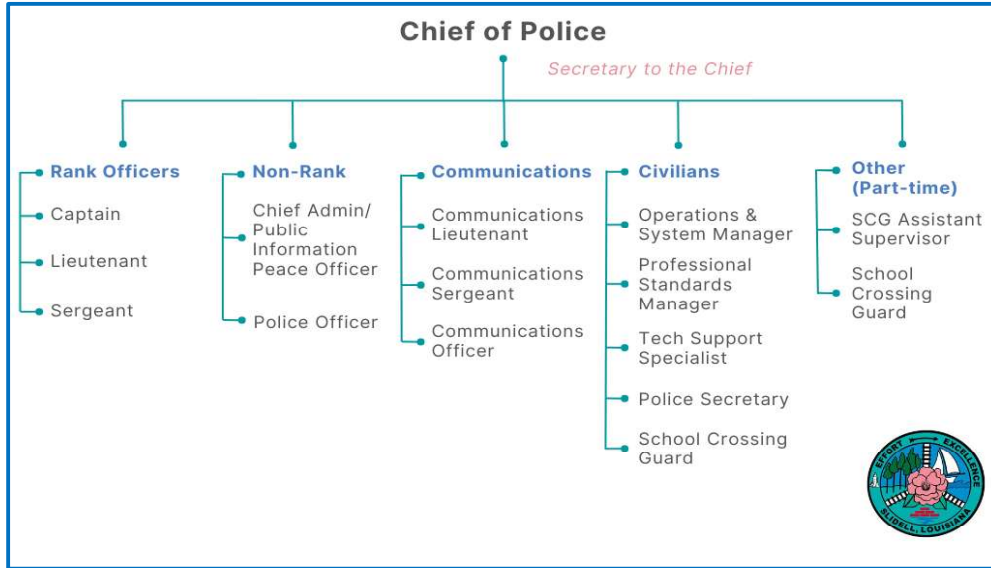 Chief of Police
Secretary to the Chief
Rank Officers
Captain
Lieutenant
Sergeant
Non-Rank
Chief Admin/
Public
Information
Peace Officer
Police Officer
Communications
Communications
Lieutenant
Communications
Sergeant
Communications
Officer
Civilians
Operations &
System Manager
Professional
Standards
Manager
Tech Support
Specialist
Police Secretary
School Crossing
Guard
Other
(Part-time)
SCG Assistant
Supervisor
School
Crossing
Guard
EFFORT EXCELLENCE
SLIDELL, LOUISIANA